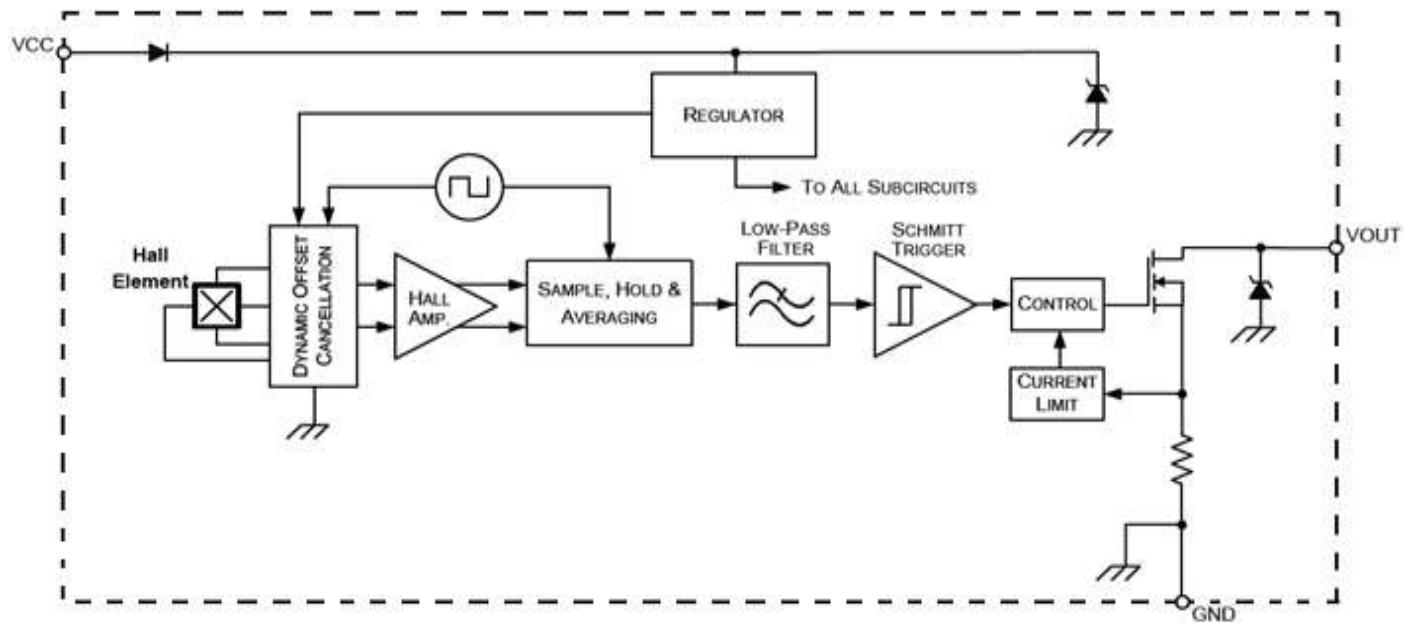 VCC
REGULATOR
TO ALL SUBCIRCUITS
LOW-PASS
FILTER
SCHMITT
TRIGGER
VOUT
Hall
Element
DYNAMIC OFFSET
CANCELLATION
HALL
AMP.
SAMPLE, HOLD &
AVERAGING
CONTROL
CURRENT
LIMIT
GND